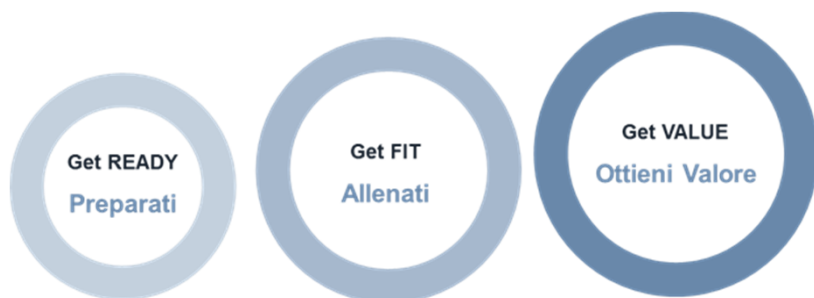 Get READY
Preparati
Get FIT
Allenati
Get VALUE
Ottieni Valore